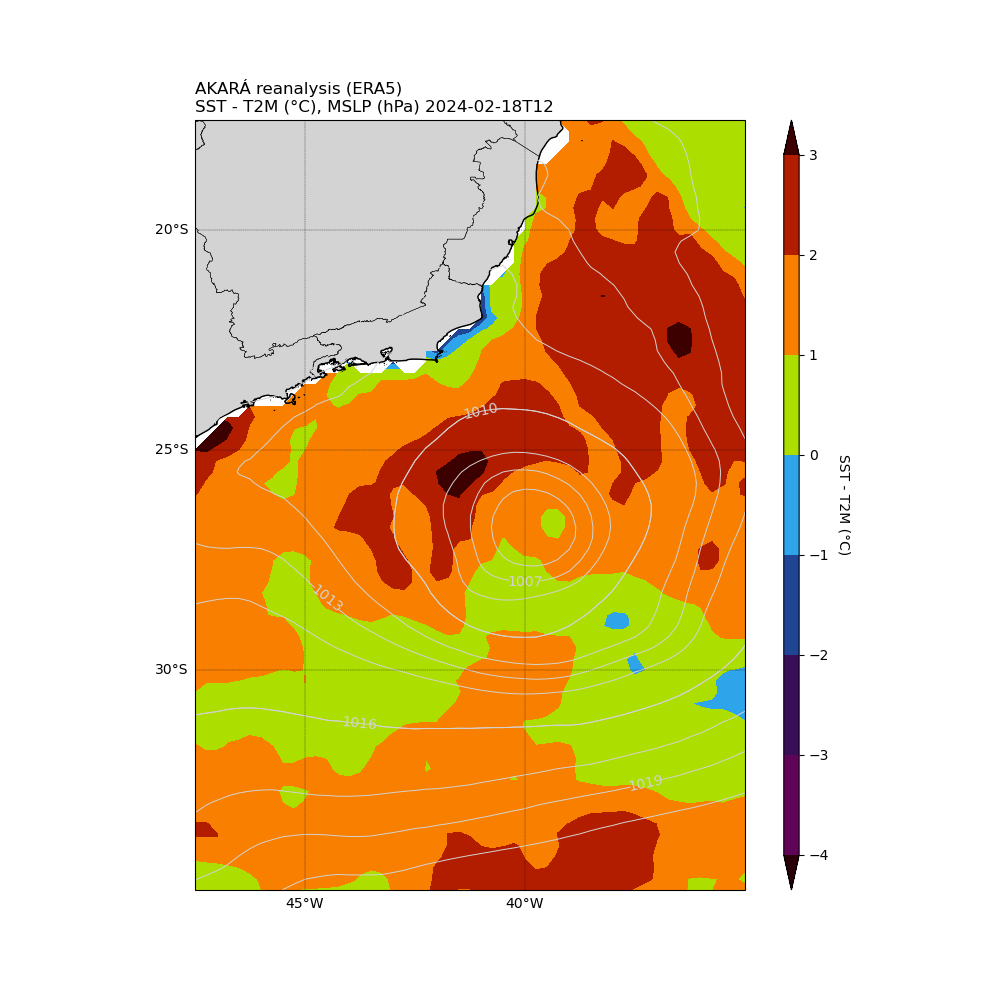 AKARÁ reanalysis (ERA5)
SST - T2M (°C), MSLP (hPa) 2024-02-18T12
20°S
25°S
30°S
45°W
40°W
1010
1007
1013
1016
1019
3
2
1
0
−1
−2
−3
−4
SST - T2M (°C)